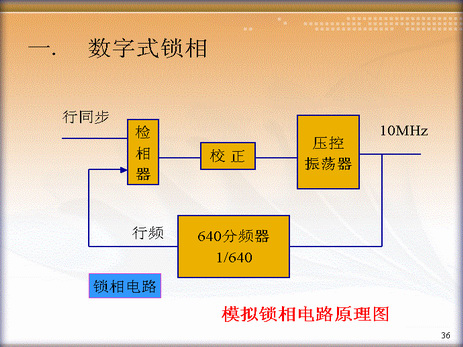 一. 数字式锁相
行同步
检相器
校正
压控
振荡器
10MHz
行频
640分频器
1/640
锁相电路
模拟锁相电路原理图
36